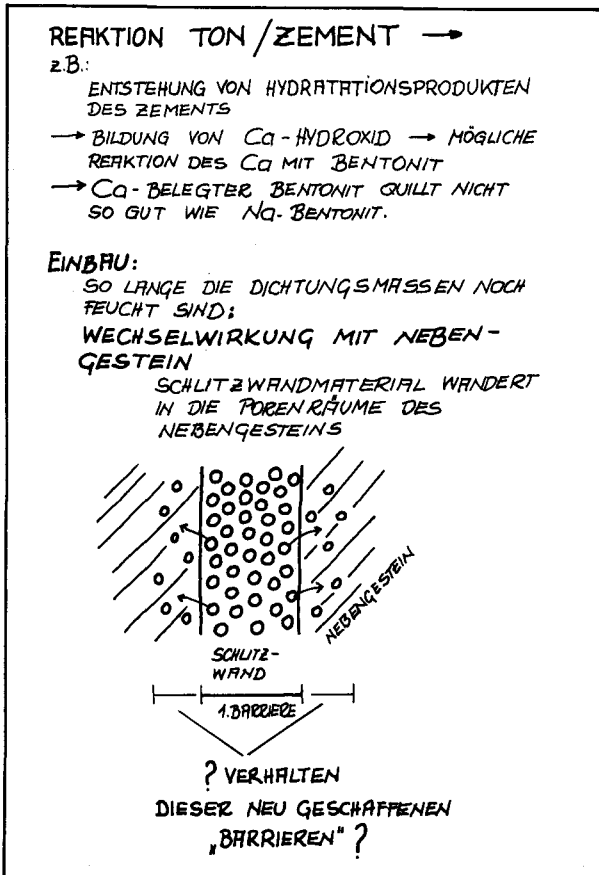 REAKTION TON/ZEMENT →
z.B.:
ENTSTEHUNG VON HYDRATATIONSPRODUKTEN
DES ZEMENTS
→ BILDUNG VON Ca-HYDROXID → MÖGLICHE
REAKTION DES Ca MIT BENTONIT
→ Ca-BELEGTER BENTONIT QUILLT NICHT
SO GUT WIE Na-BENTONIT.
EINBAU:
SO LANGE DIE DICHTUNGSMASSEN NOCH
FEUCHT SIND:
WECHSELWIRKUNG MIT NEBEN-
GESTEIN
SCHLITZWANDMATERIAL WANDERT
IN DIE PORENRÄUME DES
NEBENGESTEINS
NEBENGESTEIN
SCHLITZ-
WAND
1. BARRIERE
? VERHALTEN
DIESER NEU GESCHAFFENEN
„BARRIEREN" ?